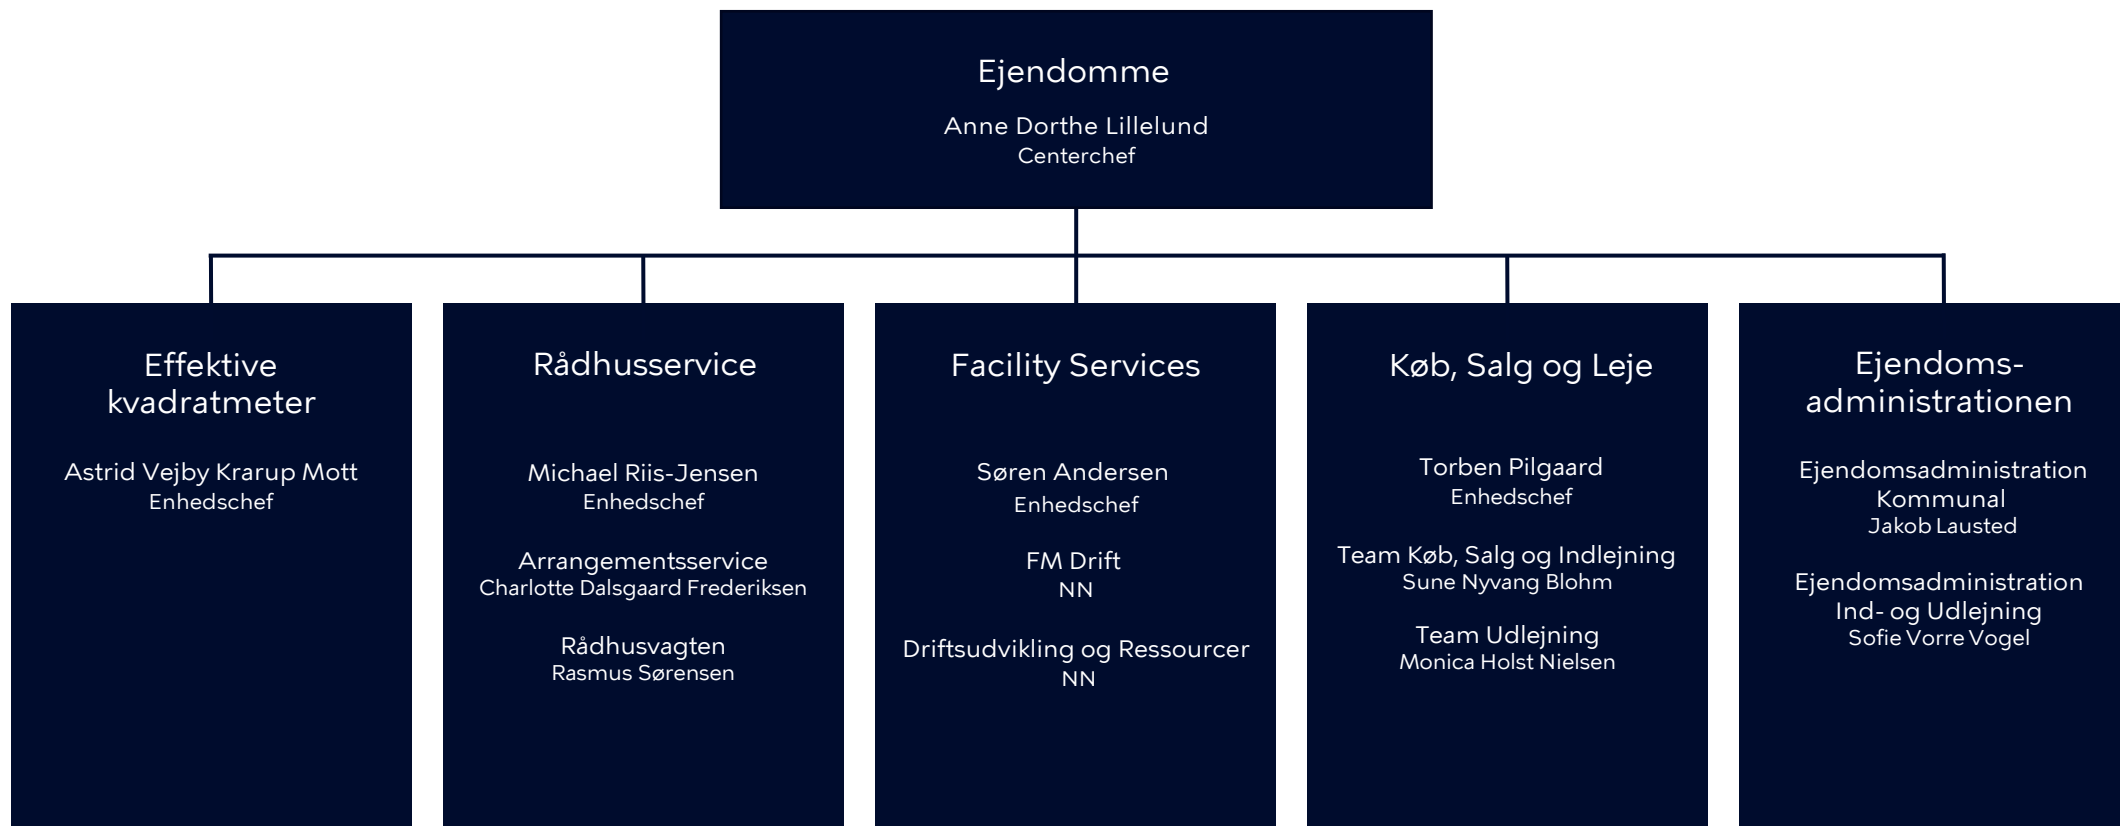 Ejendomme
Anne Dorthe Lillelund
Centerchef
Effektive
kvadratmeter
Astrid Vejby Krarup Mott
Enhedschef
Rådhusservice
Michael Riis-Jensen
Enhedschef
Arrangementsservice
Charlotte Dalsgaard Frederiksen
Rådhusvagten
Rasmus Sørensen
Facility Services
Søren Andersen
Enhedschef
FM Drift
NN
Driftsudvikling og Ressourcer
NN
Køb, Salg og Leje
Torben Pilgaard
Enhedschef
Team Køb, Salg og Indlejning
Sune Nyvang Blohm
Team Udlejning
Monica Holst Nielsen
Ejendoms-
administrationen
Ejendomsadministration
Kommunal
Jakob Lausted
Ejendomsadministration
Ind- og Udlejning
Sofie Vorre Vogel